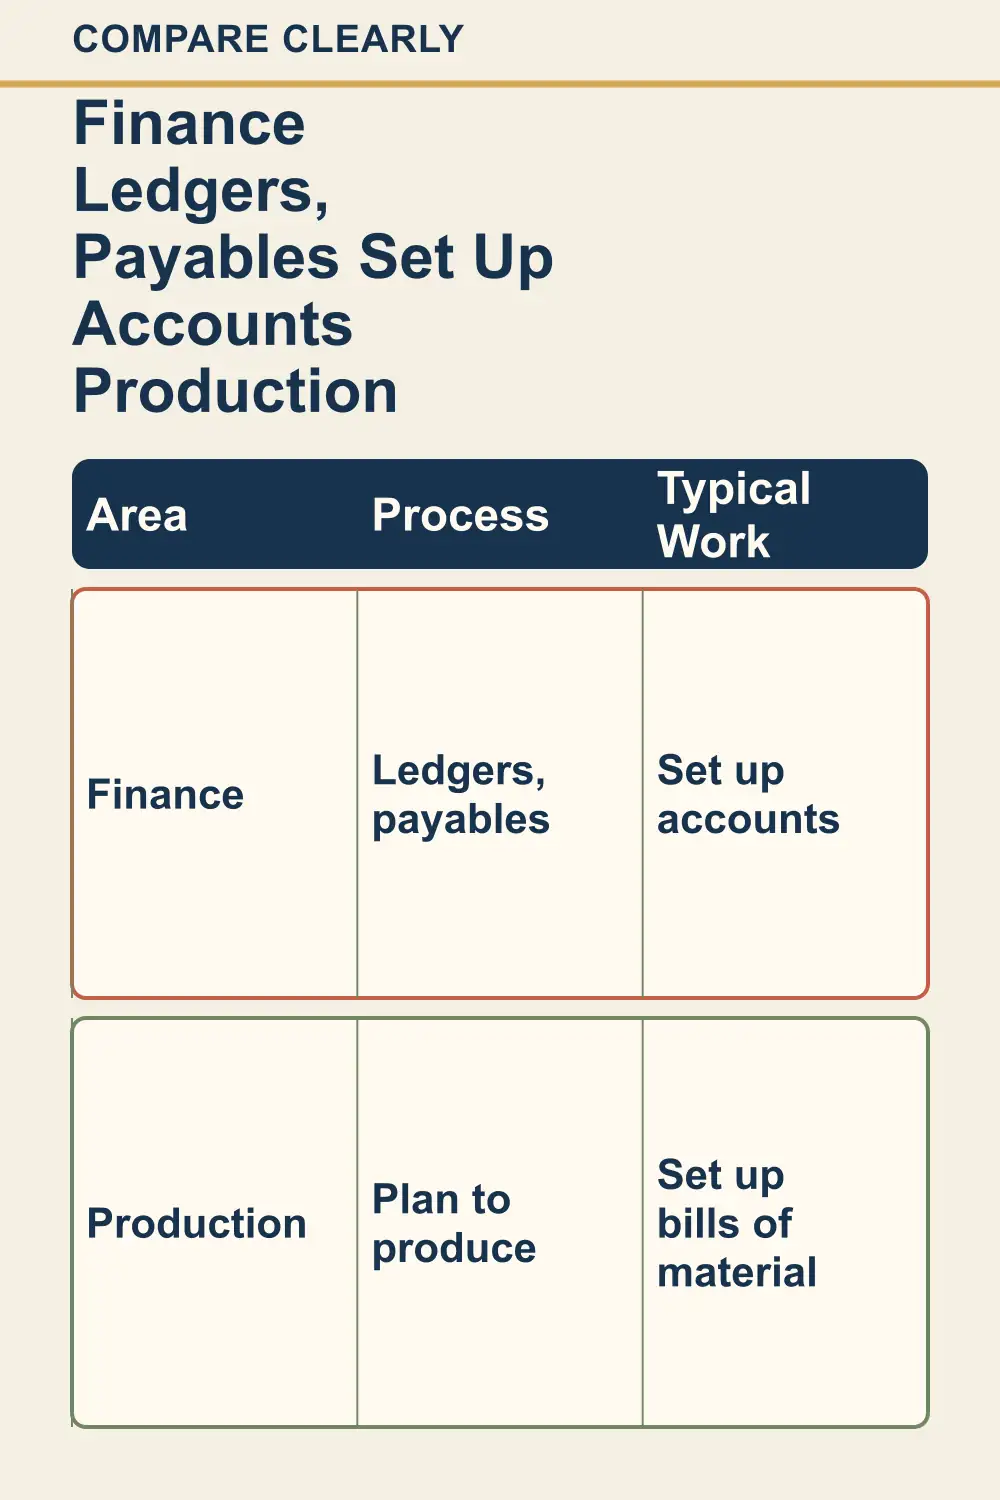 COMPARE CLEARLY
Finance
Ledgers,
Payables Set Up
Accounts
Production
Area
Process
Typical
Work
Finance
Ledgers,
payables
Set up
accounts
Production
Plan to
produce
Set up
bills of
material